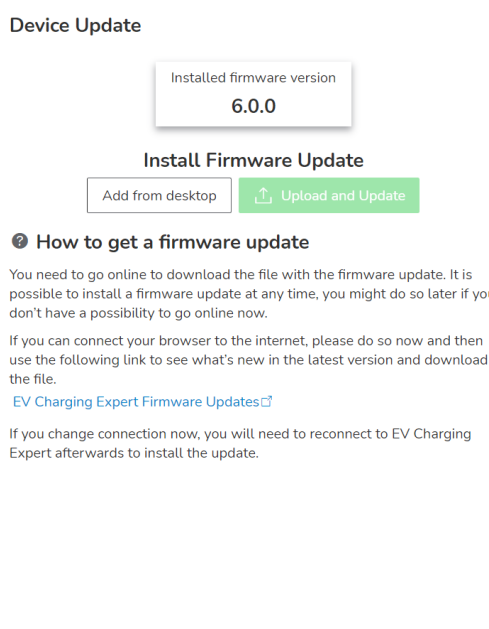 Device Update
Installed firmware version
6.0.0
Install Firmware Update
Add from desktop
Upload and Update
How to get a firmware update
You need to go online to download the file with the firmware update. It is
possible to install a firmware update at any time, you might do so later if you
don't have a possibility to go online now.
If you can connect your browser to the internet, please do so now and then
use the following link to see what's new in the latest version and download
the file.
EV Charging Expert Firmware Updates
If you change connection now, you will need to reconnect to EV Charging
Expert afterwards to install the update.